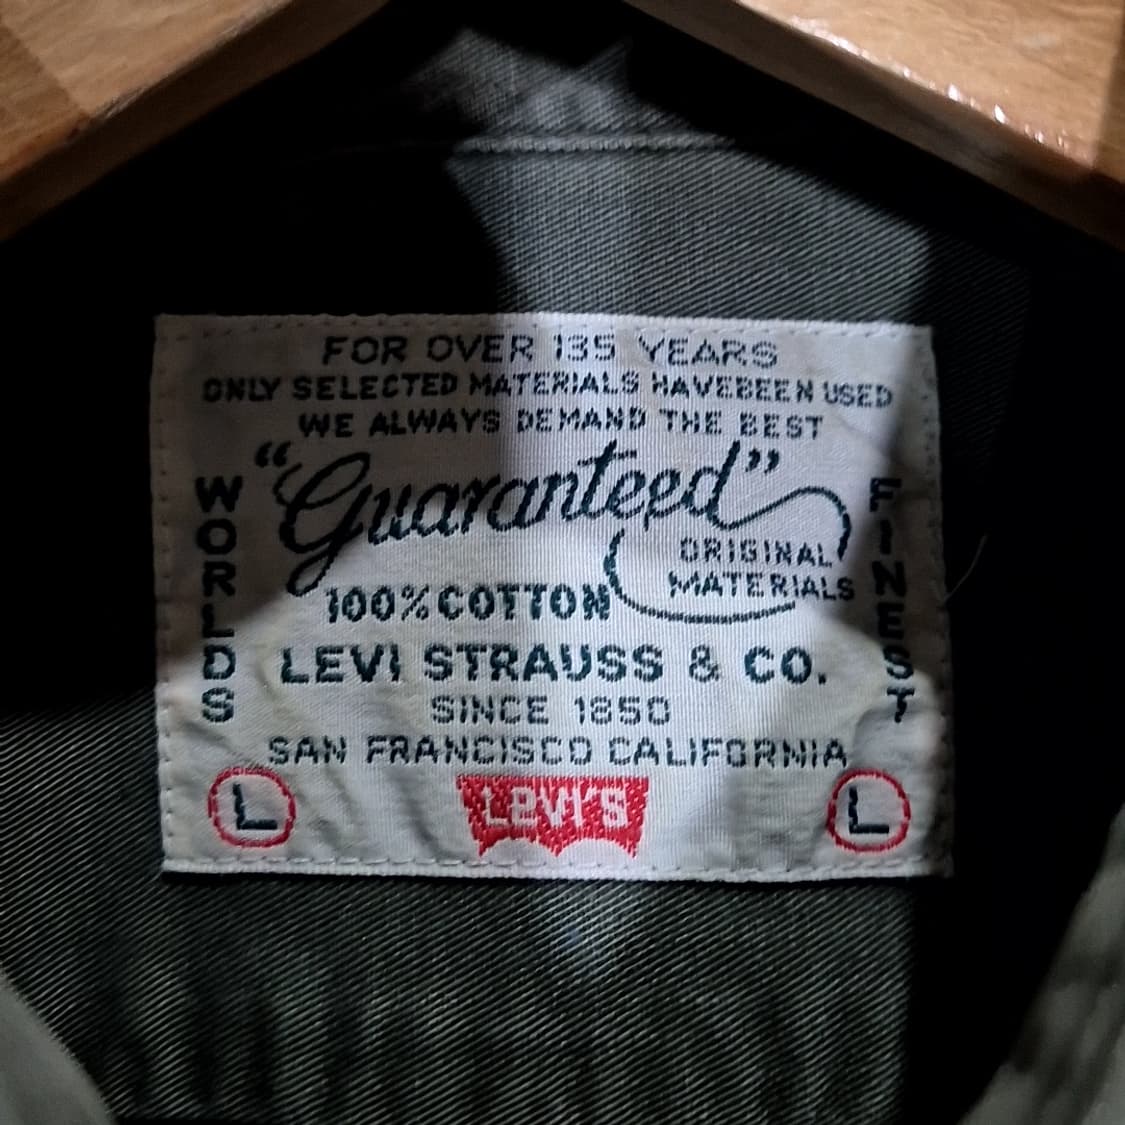 FOR OVER 135 YEARS
ONLY SELECTED MATERIALS HAVEBEEN USED
WE ALWAYS DEMAND THE BEST
"Guaranteed"
ORIGINAL
MATERIALS
100% COTTON
WORLDS
FINEST
LEVI STRAUSS & CO.
SINCE 1850
SAN FRANCISCO CALIFORNIA
L
LEVI'S
L